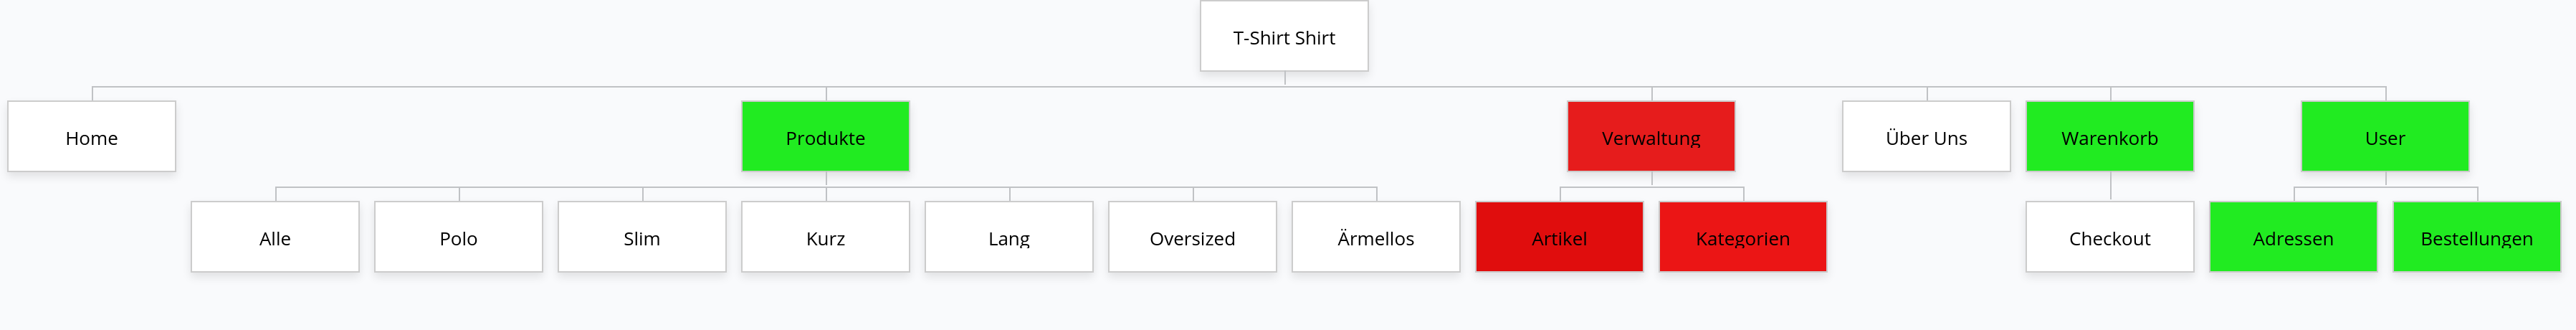 T-Shirt Shirt
Home
Produkte
Verwaltung
Über Uns
Warenkorb
User
Alle
Polo
Slim
Kurz
Lang
Oversized
Ärmellos
Artikel
Kategorien
Checkout
Adressen
Bestellungen